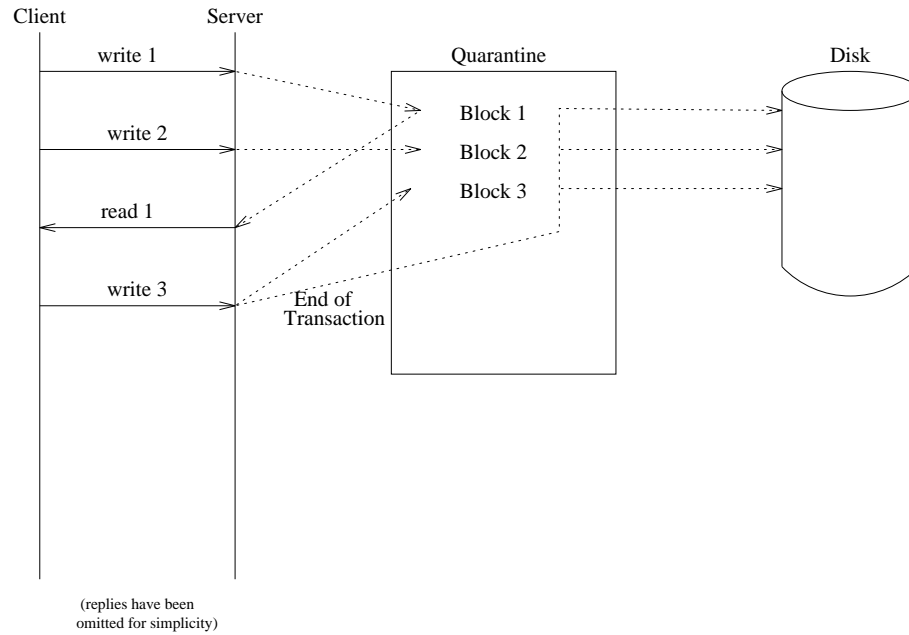 Client
Server
write 1
Quarantine
Disk
Block 1
write 2
Block 2
Block 3
read 1
write 3
End of
Transaction
(replies have been
omitted for simplicity)